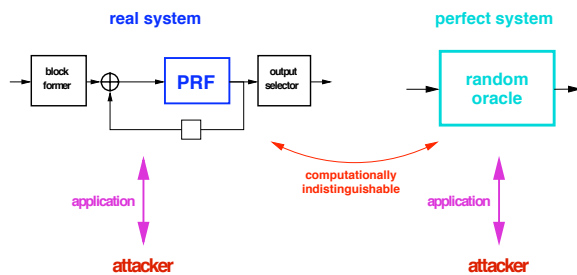 real system
perfect system
block
former
PRF
output
selector
random
oracle
computationally
indistinguishable
application
application
attacker
attacker